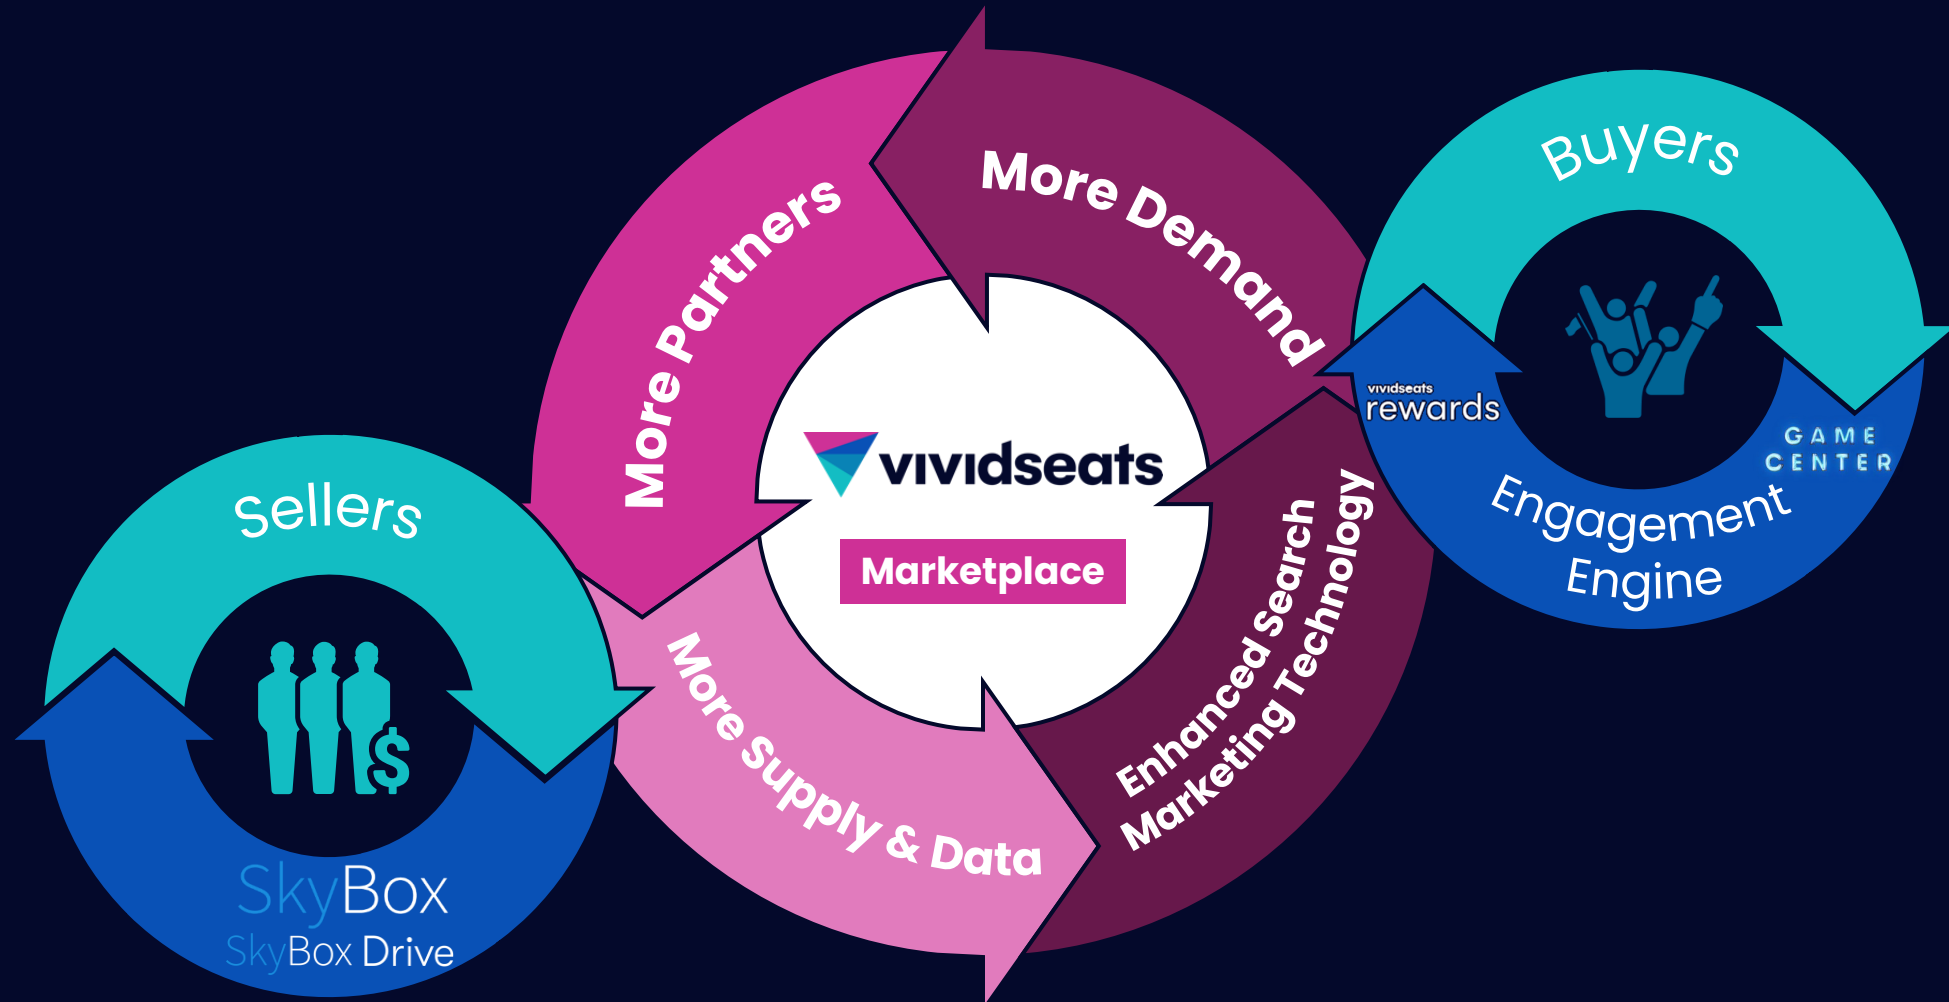 More Partners
More Demand
Buyers
vividseats
rewards
GAME
CENTER
Engagement
Engine
vividseats
Marketplace
Enhanced Search
Marketing Technology
More Supply & Data
Sellers
$
SkyBox
SkyBox Drive